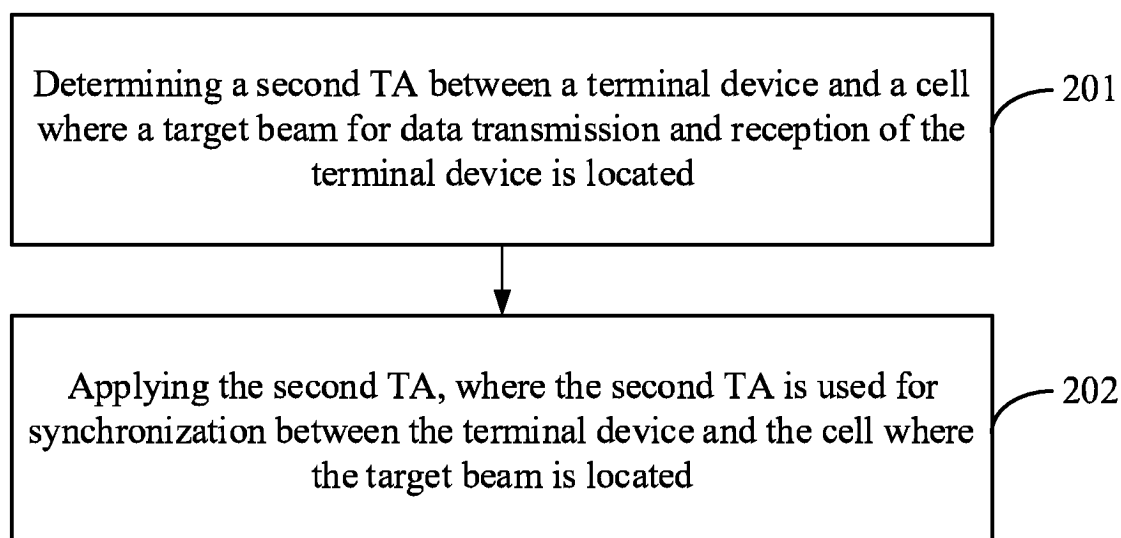 Determining a second TA between a terminal device and a cell
where a target beam for data transmission and reception of the
terminal device is located
201
Applying the second TA, where the second TA is used for
synchronization between the terminal device and the cell where
the target beam is located
202